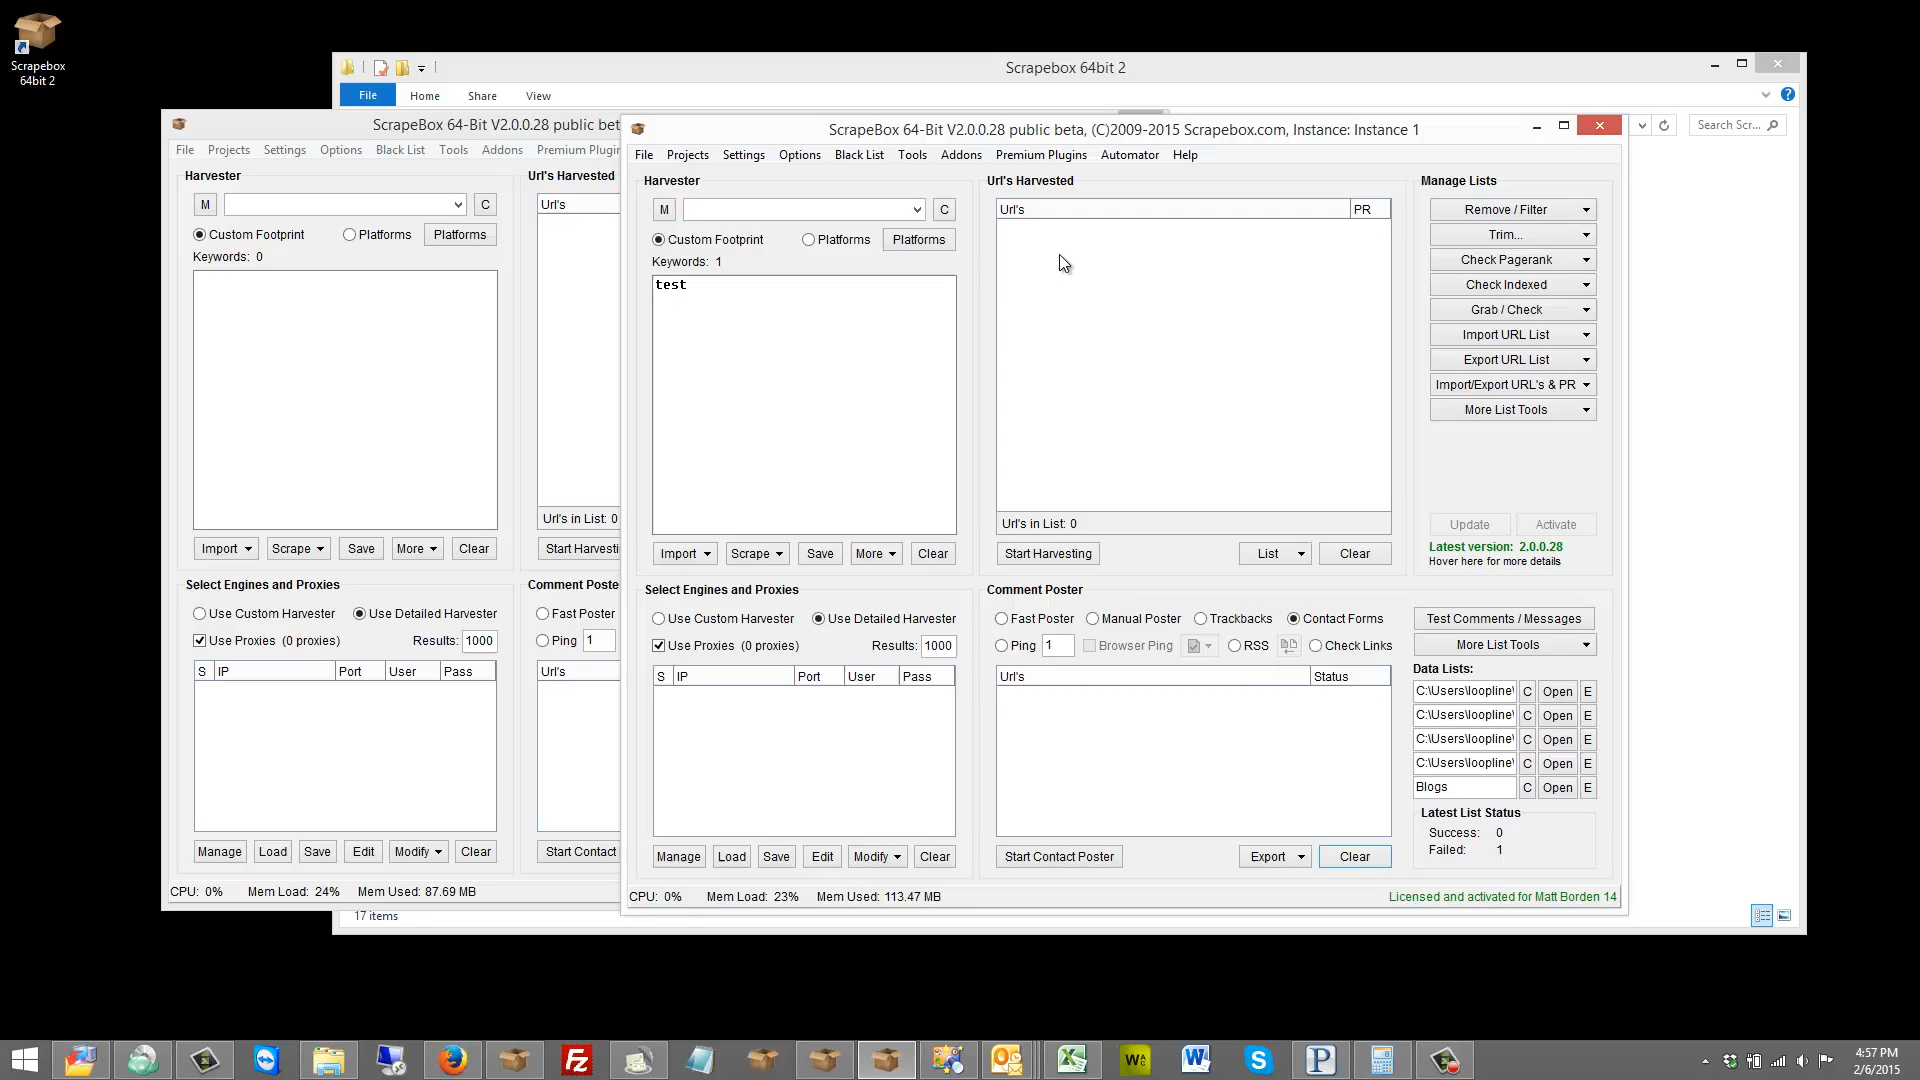 Scrapebox
64bit 2
Scrapebox 64bit 2
File Home Share View
Search Scr...
17 items
ScrapeBox 64-Bit V2.0.0.28 public bet
File Projects Settings Options Black List Tools Addons Premium Plugin
Harvester
M C
Custom Footprint Platforms Platforms
Keywords: 0
Import Scrape Save More Clear
Url's Harvested
Url's
Url's in List: 0
Start Harvesti
Select Engines and Proxies
Use Custom Harvester Use Detailed Harvester
Use Proxies (0 proxies) Results: 1000
S IP Port User Pass
Manage Load Save Edit Modify Clear
Comment Poste
Fast Poster
Ping 1
Url's
Start Contact
CPU: 0% Mem Load: 24% Mem Used: 87.69 MB
ScrapeBox 64-Bit V2.0.0.28 public beta, (C)2009-2015 Scrapebox.com, Instance: Instance 1
File Projects Settings Options Black List Tools Addons Premium Plugins Automator Help
Harvester
M C
Custom Footprint Platforms Platforms
Keywords: 1
test
Import Scrape Save More Clear
Url's Harvested
Url's PR
Url's in List: 0
Start Harvesting List Clear
Manage Lists
Remove / Filter
Trim...
Check Pagerank
Check Indexed
Grab / Check
Import URL List
Export URL List
Import/Export URL's & PR
More List Tools
Update Activate
Latest version: 2.0.0.28
Hover here for more details
Select Engines and Proxies
Use Custom Harvester Use Detailed Harvester
Use Proxies (0 proxies) Results: 1000
S IP Port User Pass
Manage Load Save Edit Modify Clear
Comment Poster
Fast Poster Manual Poster Trackbacks Contact Forms
Ping 1 Browser Ping RSS Check Links
Url's Status
Start Contact Poster Export Clear
Test Comments / Messages
More List Tools
Data Lists:
C:\Users\loopline\ C Open E
C:\Users\loopline\ C Open E
C:\Users\loopline\ C Open E
C:\Users\loopline\ C Open E
Blogs C Open E
Latest List Status
Success: 0
Failed: 1
CPU: 0% Mem Load: 23% Mem Used: 113.47 MB
Licensed and activated for Matt Borden 14
4:57 PM
2/6/2015